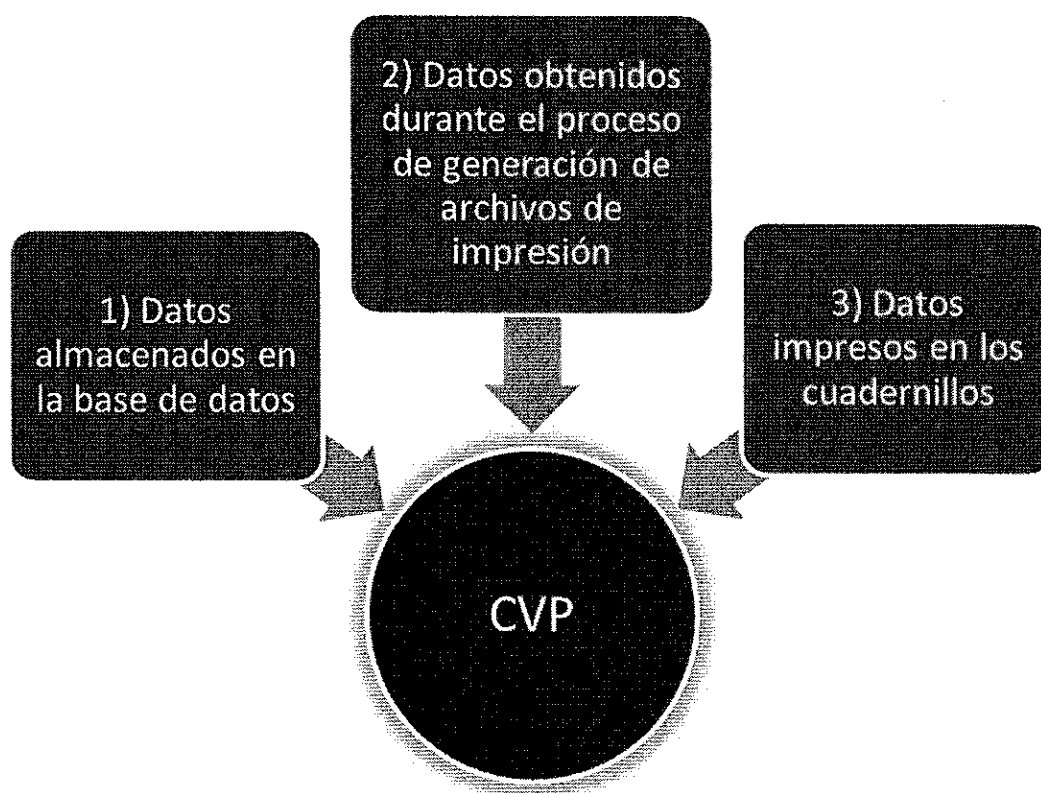 1) Datos
almacenados en
la base de datos
2) Datos obtenidos
durante el proceso
de generación de
archivos de
impresión
3) Datos
impresos en los
cuadernillos
CVP